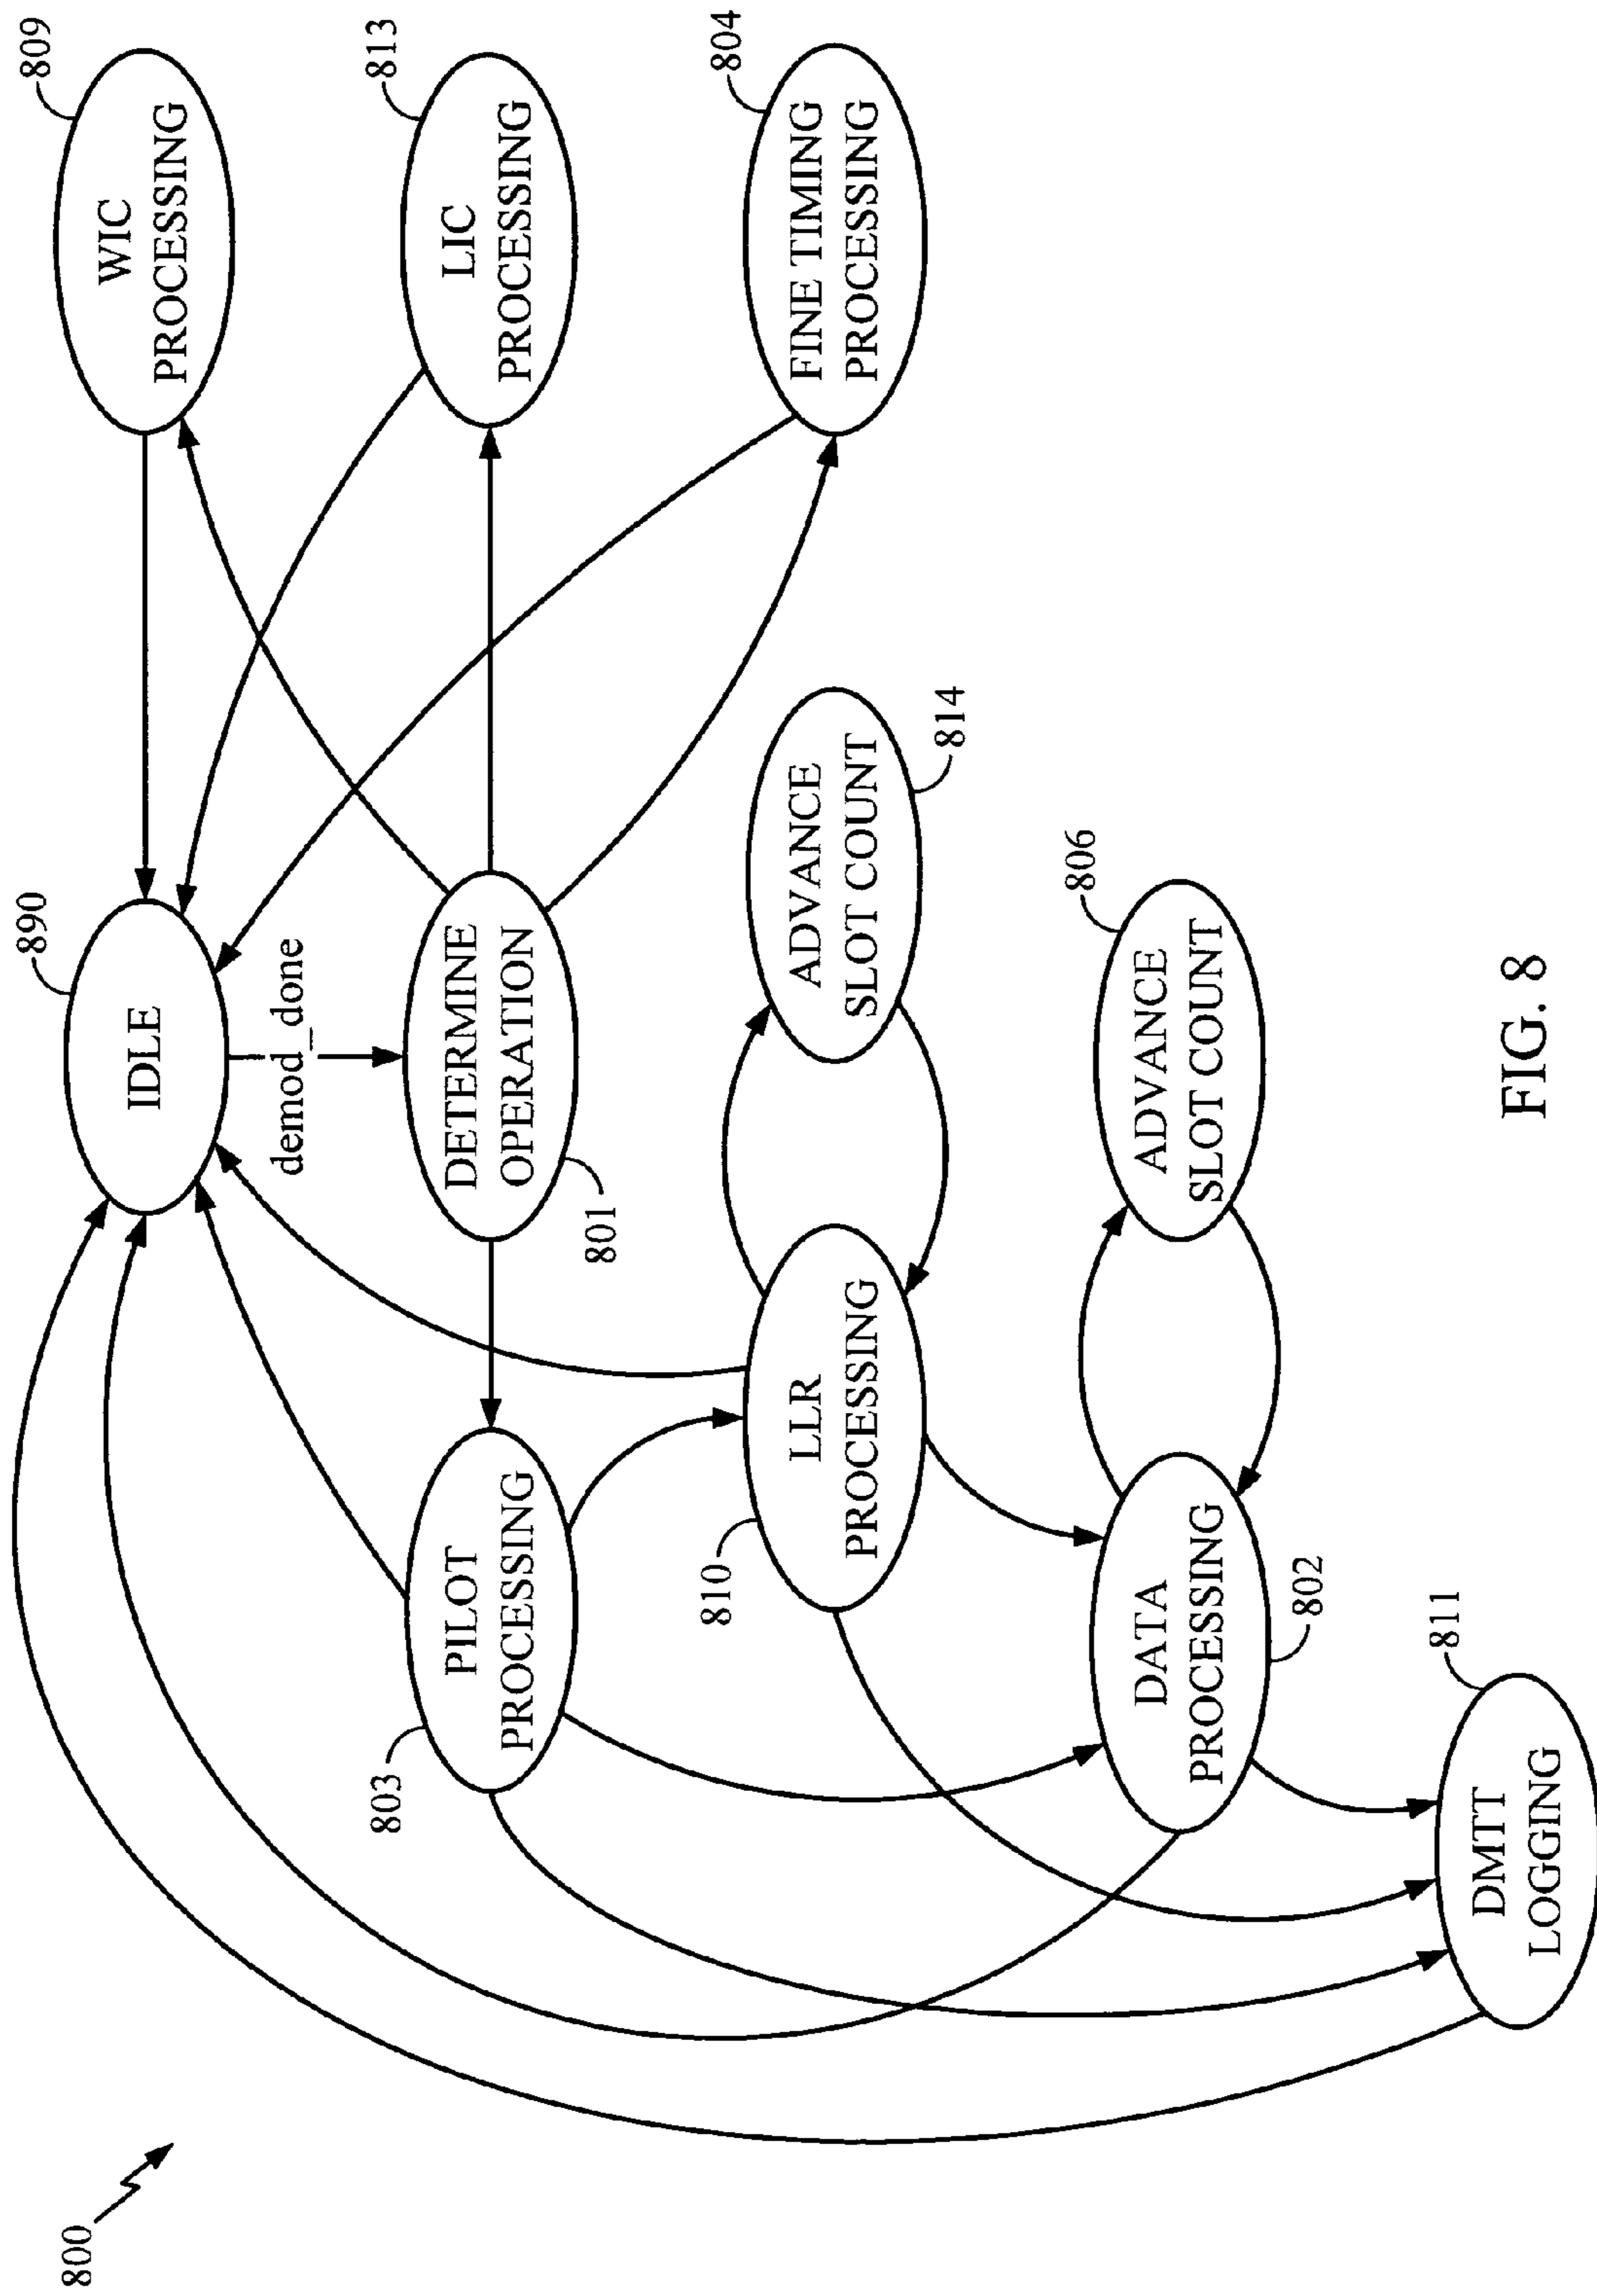 800
890
IDLE
809
WIC
PROCESSING
demod_done
803
PILOT
PROCESSING
801
DETERMINE
OPERATION
813
LIC
PROCESSING
810
LLR
PROCESSING
814
ADVANCE
SLOT COUNT
804
FINE TIMING
PROCESSING
802
DATA
PROCESSING
806
ADVANCE
SLOT COUNT
811
DMTT
LOGGING
FIG. 8